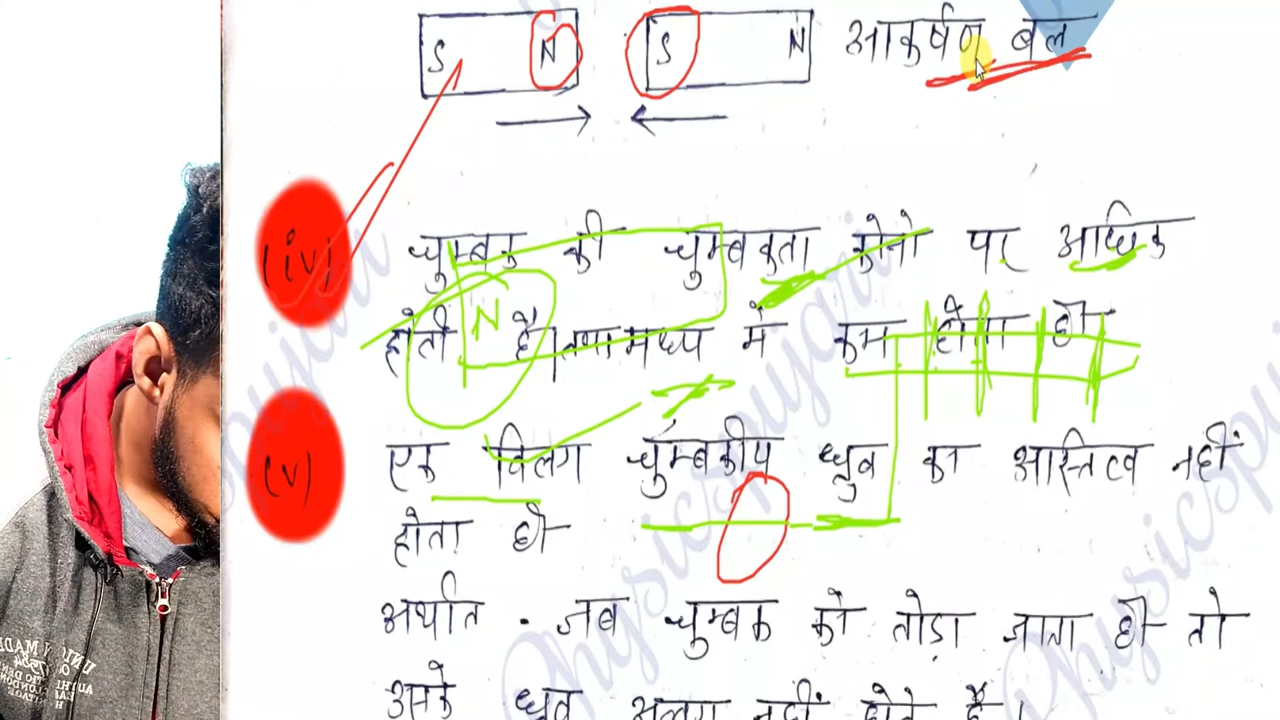 S N S N आकर्षण बल
(iv) चुम्बक की चुम्बकता कोनो पर अधिक
होती है। तथा मध्य में कम होता है
N
(v) एक विलग चुम्बकीय ध्रुव का अस्तित्व नहीं
होता है
अर्थात . जब चुम्बक को तोड़ा जाता है तो
उसके ध्रुव अलग नहीं होते है।